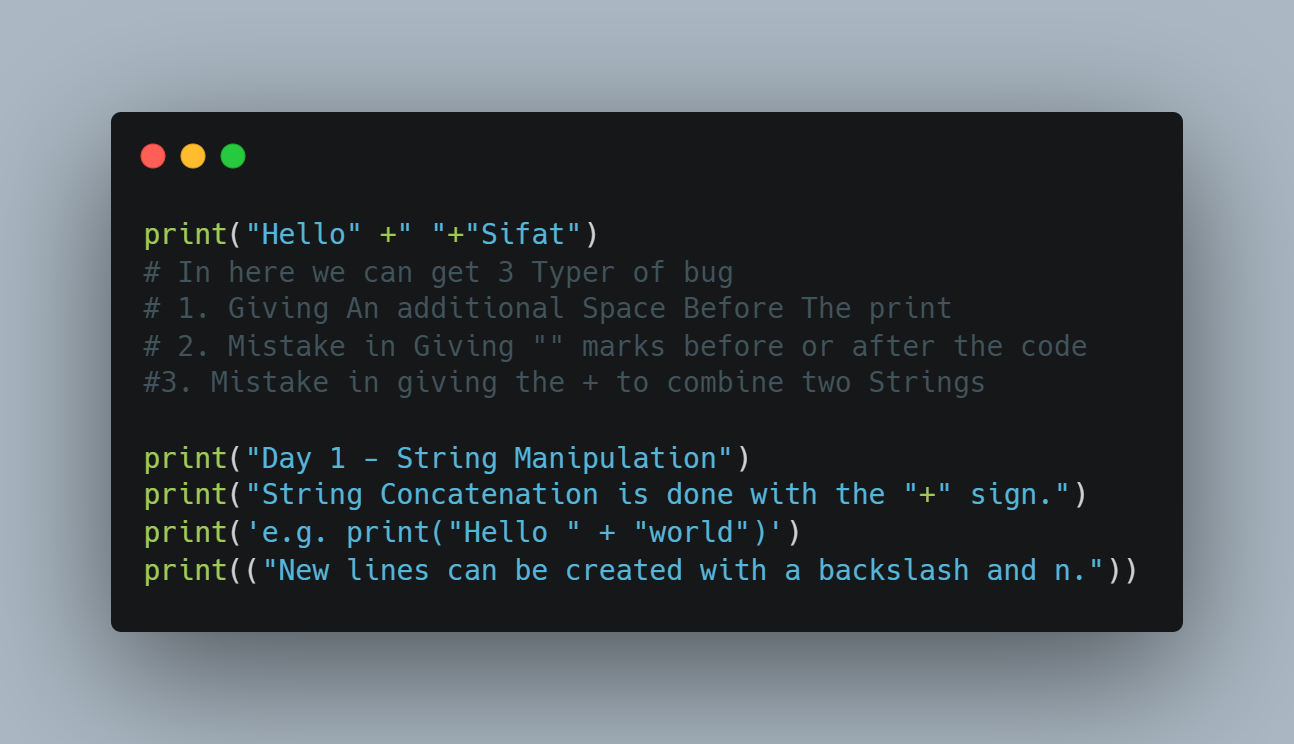 print("Hello" +" "+"Sifat")
# In here we can get 3 Typer of bug
# 1. Giving An additional Space Before The print
# 2. Mistake in Giving "" marks before or after the code
#3. Mistake in giving the + to combine two Strings
print("Day 1 - String Manipulation")
print("String Concatenation is done with the "+" sign.")
print('e.g. print("Hello " + "world")')
print(("New lines can be created with a backslash and n."))